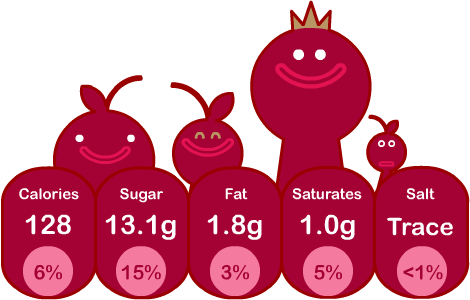 Calories Sugar Fat Saturates Salt
128 13.1g 1.8g 1.0g Trace
6% 15% 3% 5% <1%